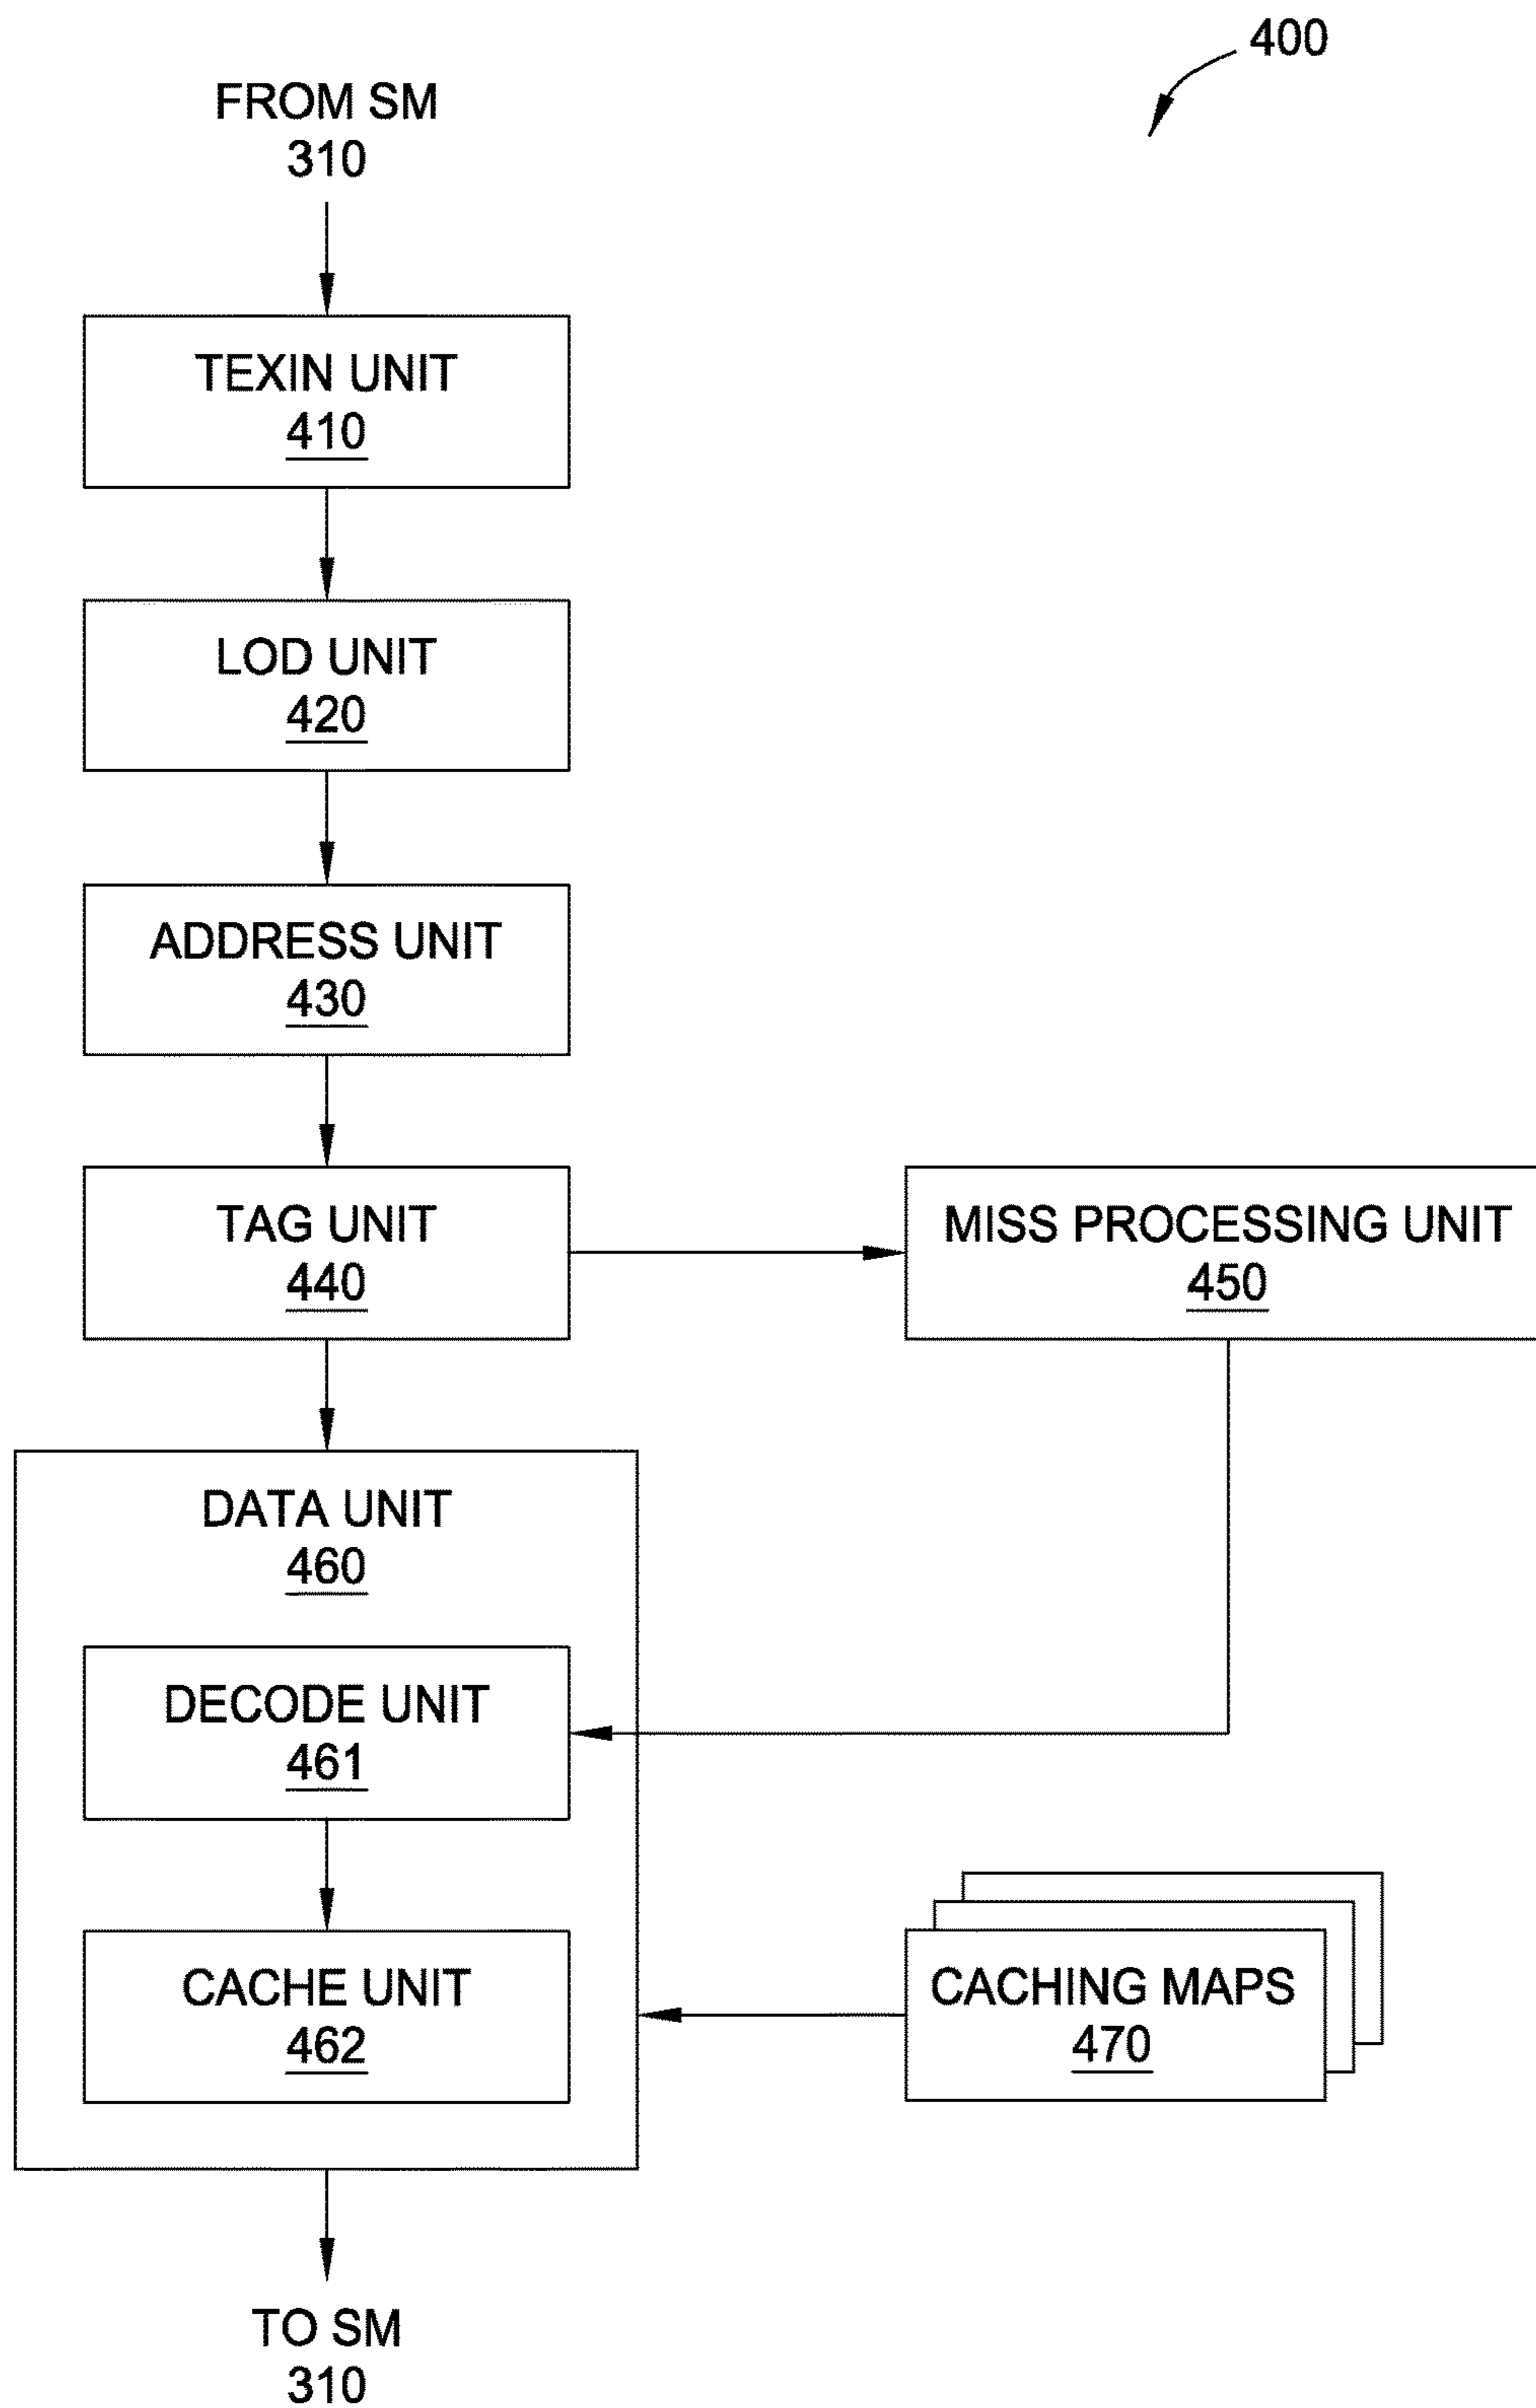 400
FROM SM
310
TEXIN UNIT
410
LOD UNIT
420
ADDRESS UNIT
430
TAG UNIT
440
MISS PROCESSING UNIT
450
DATA UNIT
460
DECODE UNIT
461
CACHE UNIT
462
CACHING MAPS
470
TO SM
310